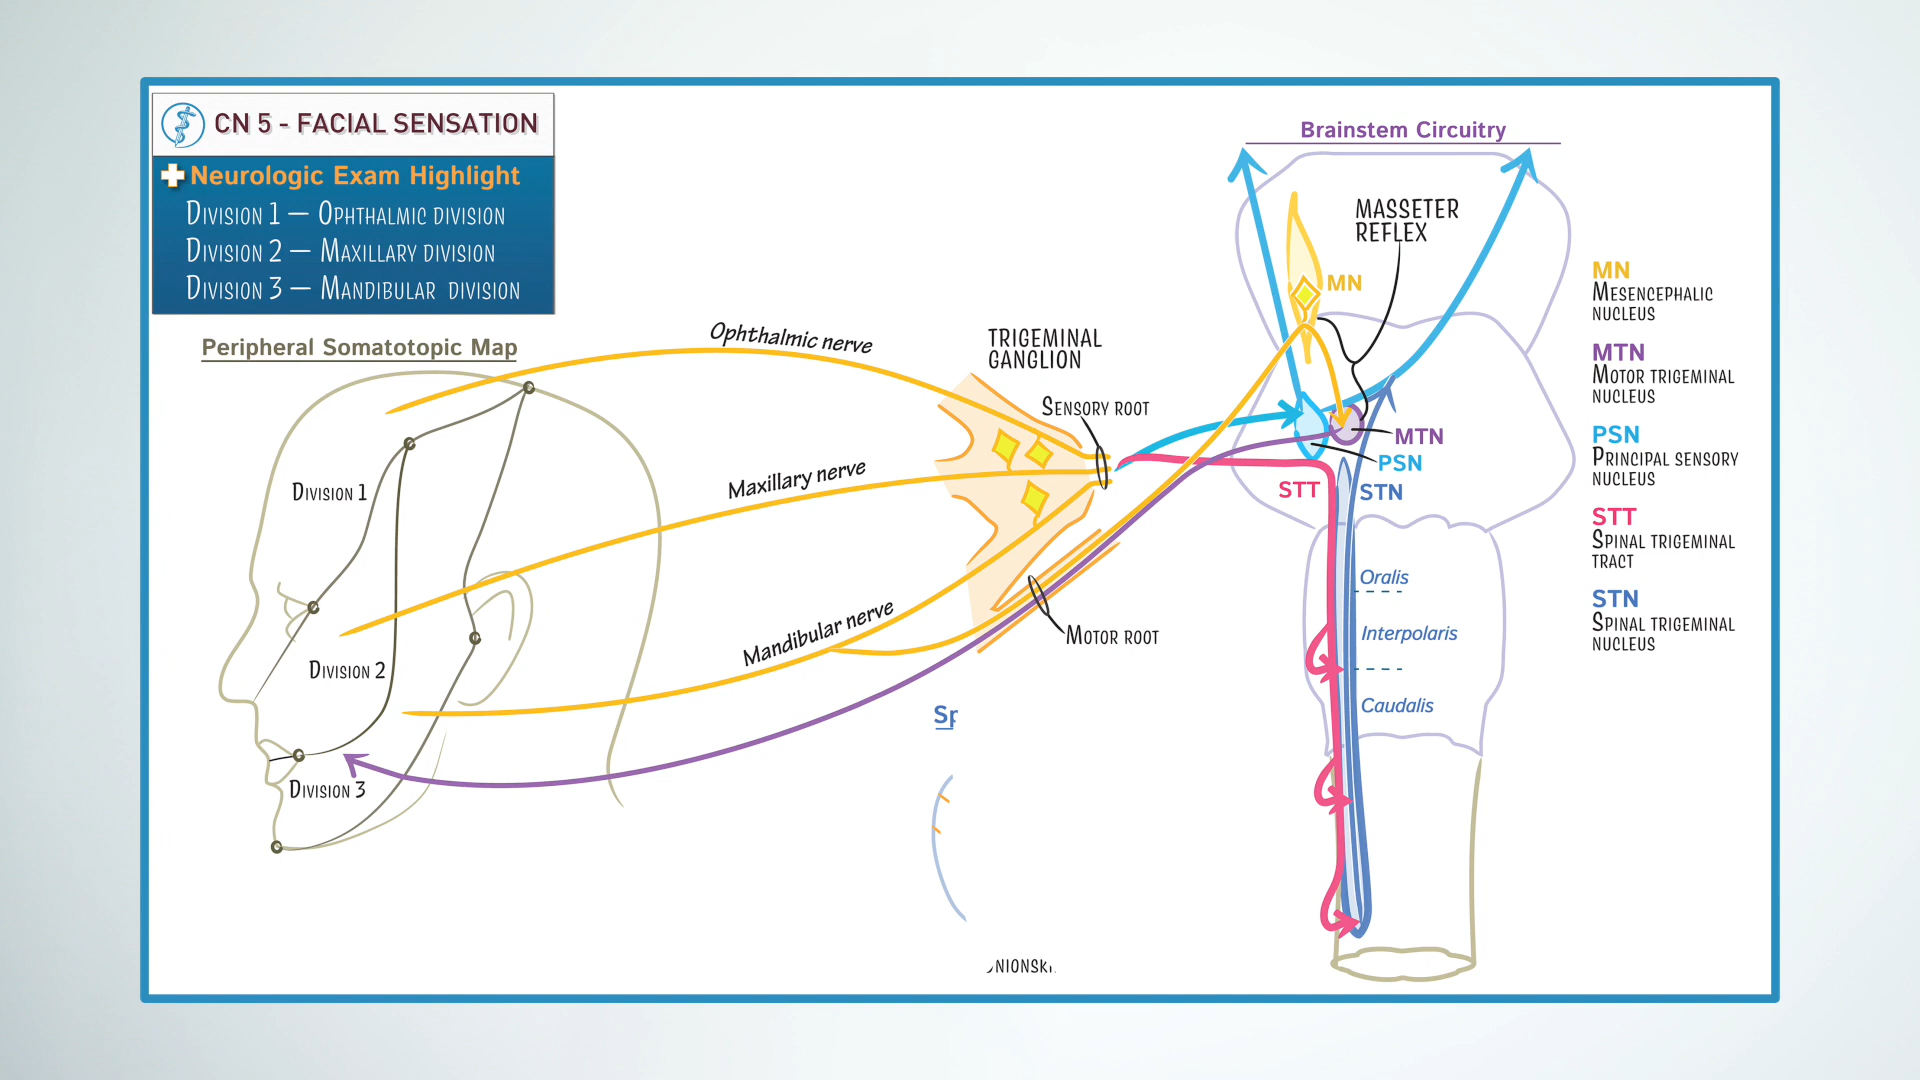 CN 5 - FACIAL SENSATION
Neurologic Exam Highlight
DIVISION 1 — OPHTHALMIC DIVISION
DIVISION 2 — MAXILLARY DIVISION
DIVISION 3 — MANDIBULAR DIVISION
Peripheral Somatotopic Map
DIVISION 1
DIVISION 2
DIVISION 3
Ophthalmic nerve
Maxillary nerve
Mandibular nerve
TRIGEMINAL
GANGLION
SENSORY ROOT
MOTOR ROOT
Brainstem Circuitry
MASSETER
REFLEX
MN
MTN
PSN
STT
STN
Oralis
Interpolaris
Caudalis
MN
MESENCEPHALIC
NUCLEUS
MTN
MOTOR TRIGEMINAL
NUCLEUS
PSN
PRINCIPAL SENSORY
NUCLEUS
STT
SPINAL TRIGEMINAL
TRACT
STN
SPINAL TRIGEMINAL
NUCLEUS